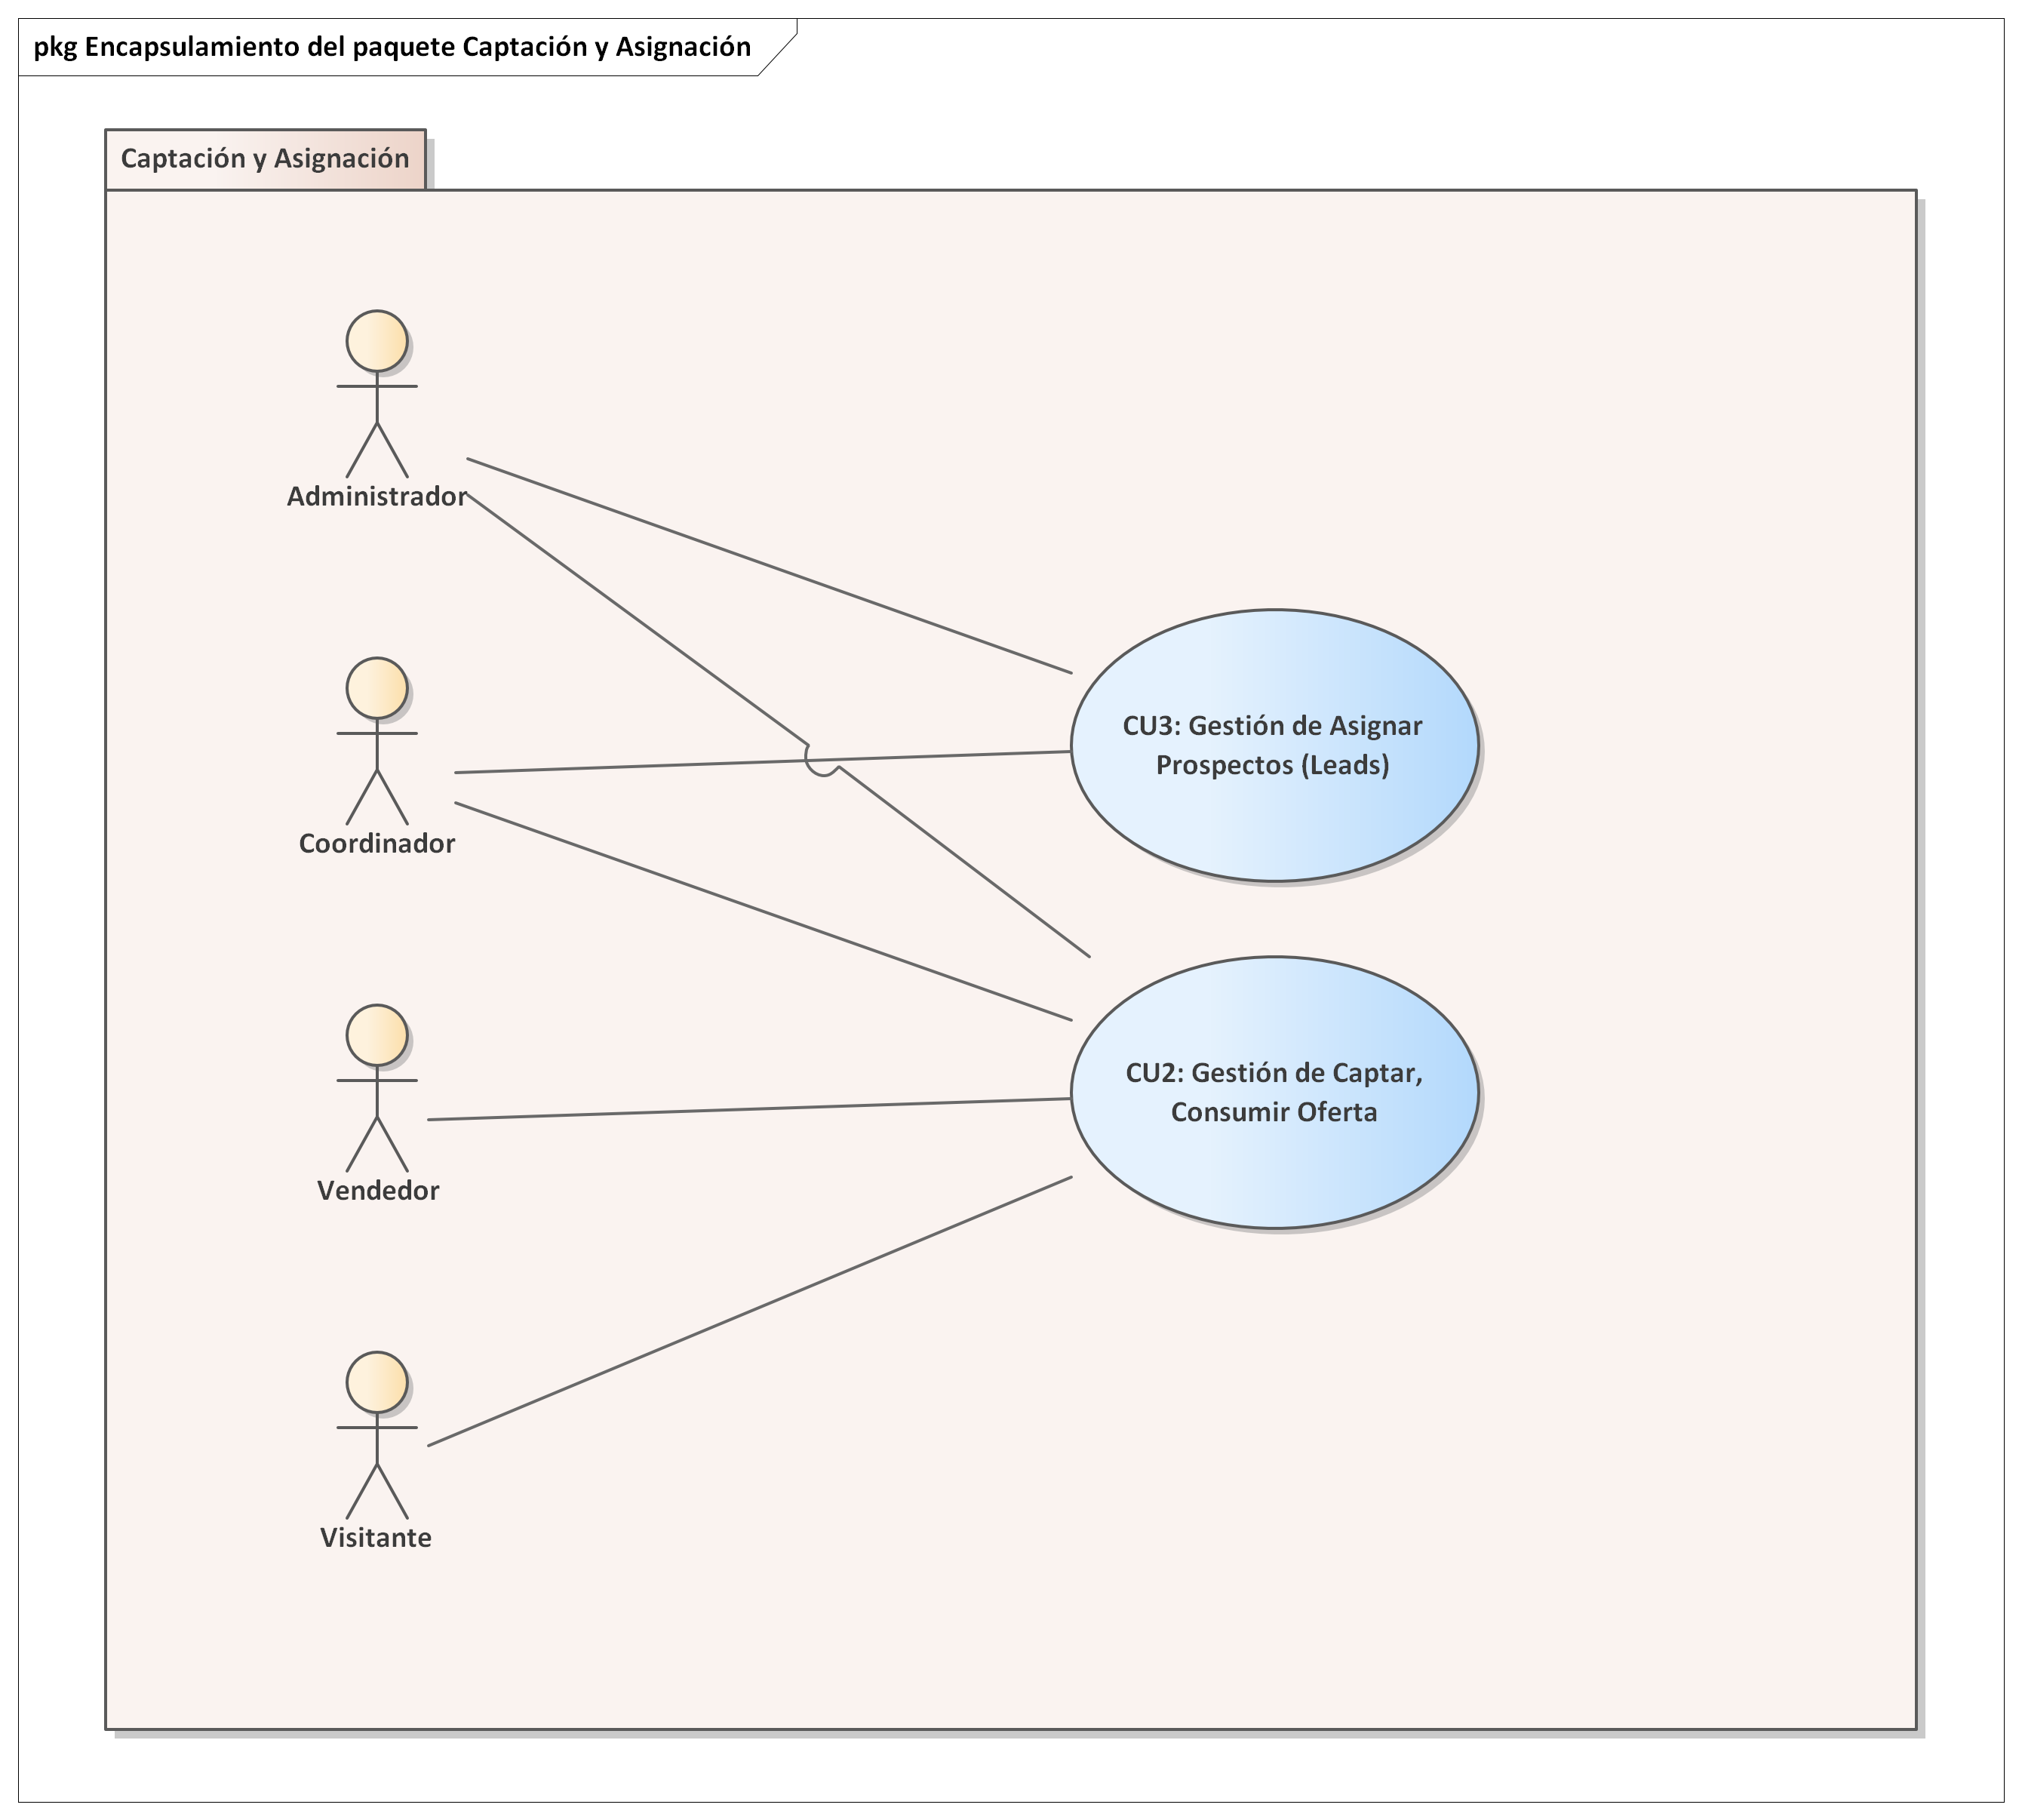 pkg Encapsulamiento del paquete Captación y Asignación
Captación y Asignación
Administrador
Coordinador
CU3: Gestión de Asignar
Prospectos (Leads)
CU2: Gestión de Captar,
Consumir Oferta
Vendedor
Visitante